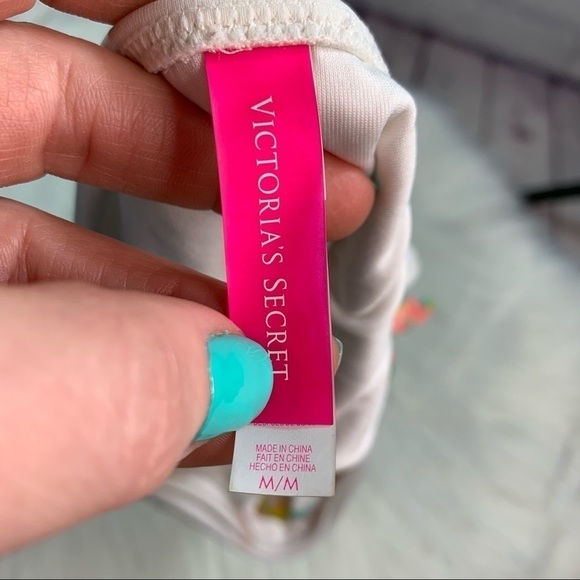 VICTORIA'S SECRET
MADE IN CHINA
FAIT EN CHINE
HECHO EN CHINA
M/M